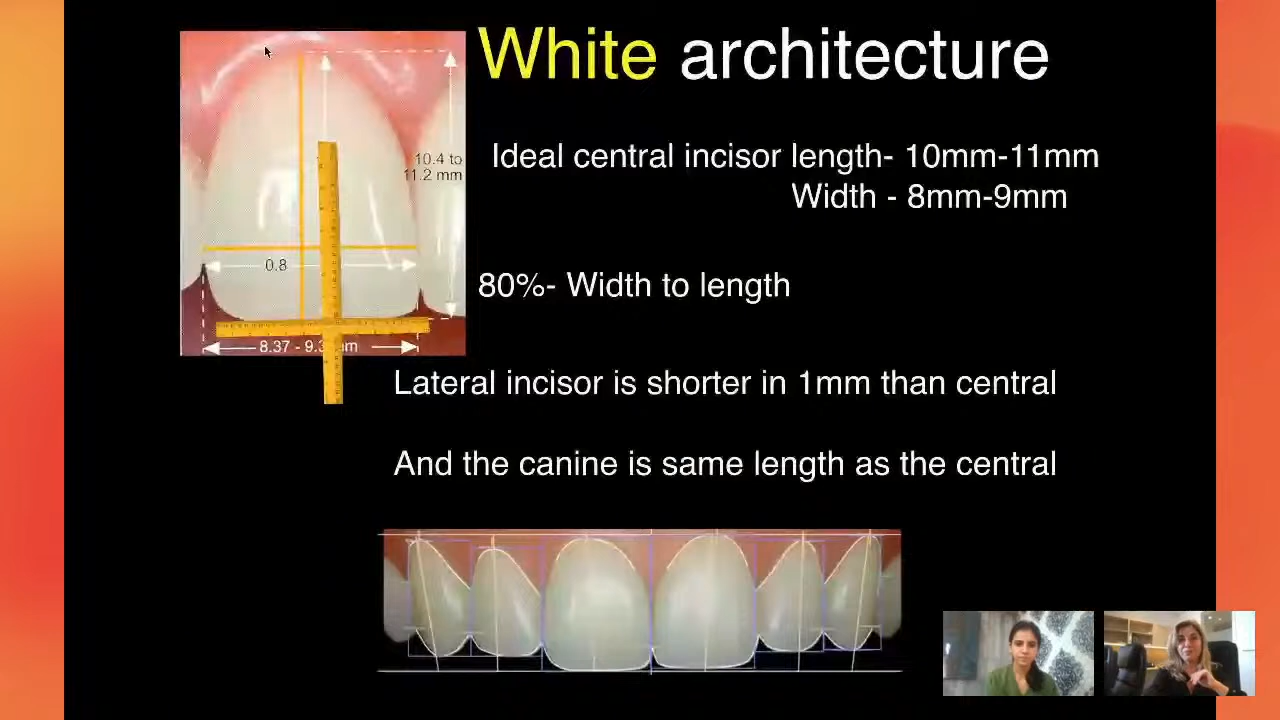 White architecture
10.4 to
11.2 mm
Ideal central incisor length- 10mm-11mm
Width - 8mm-9mm
0.8
80%- Width to length
8.37 - 9.3
Lateral incisor is shorter in 1mm than central
And the canine is same length as the central